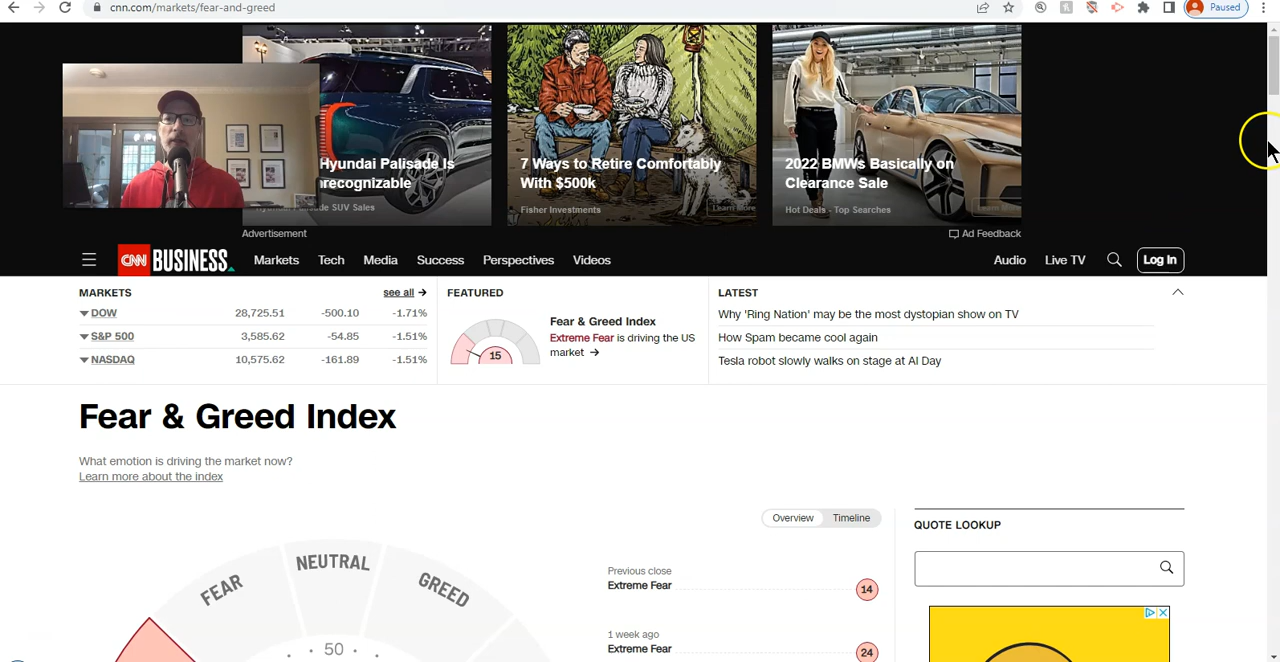 cnn.com/markets/fear-and-greed
Paused
Hyundai Palisade Is
recognizable
Hyundai Palisade SUV Sales
7 Ways to Retire Comfortably
With $500k
Fisher Investments
Learn More
2022 BMWs Basically on
Clearance Sale
Hot Deals - Top Searches
Advertisement
Ad Feedback
CNN BUSINESS
Markets
Tech
Media
Success
Perspectives
Videos
Audio
Live TV
Log In
MARKETS
see all →
DOW 28,725.51 -500.10 -1.71%
S&P 500 3,585.62 -54.85 -1.51%
NASDAQ 10,575.62 -161.89 -1.51%
FEATURED
15
Fear & Greed Index
Extreme Fear is driving the US
market →
LATEST
Why 'Ring Nation' may be the most dystopian show on TV
How Spam became cool again
Tesla robot slowly walks on stage at AI Day
Fear & Greed Index
What emotion is driving the market now?
Learn more about the index
Overview
Timeline
FEAR
NEUTRAL
GREED
50
Previous close
Extreme Fear 14
1 week ago
Extreme Fear 24
QUOTE LOOKUP